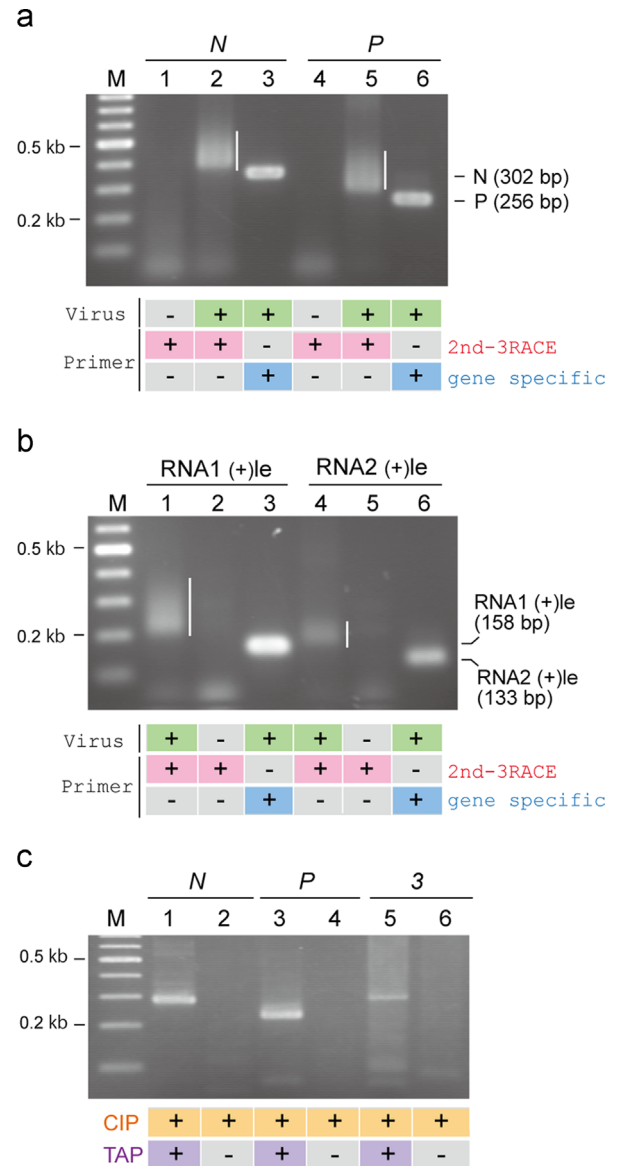 a
N P
M 1 2 3 4 5 6
0.5 kb
0.2 kb
N (302 bp)
P (256 bp)
Virus - + + - + +
Primer + + - + + - 2nd-3RACE
- - + - - + gene specific
b
RNA1 (+)le RNA2 (+)le
M 1 2 3 4 5 6
0.5 kb
0.2 kb
RNA1 (+)le
(158 bp)
RNA2 (+)le
(133 bp)
Virus + - + + - +
Primer + + - + + - 2nd-3RACE
- - + - - + gene specific
c
N P 3
M 1 2 3 4 5 6
0.5 kb
0.2 kb
CIP + + + + + +
TAP + - + - + -